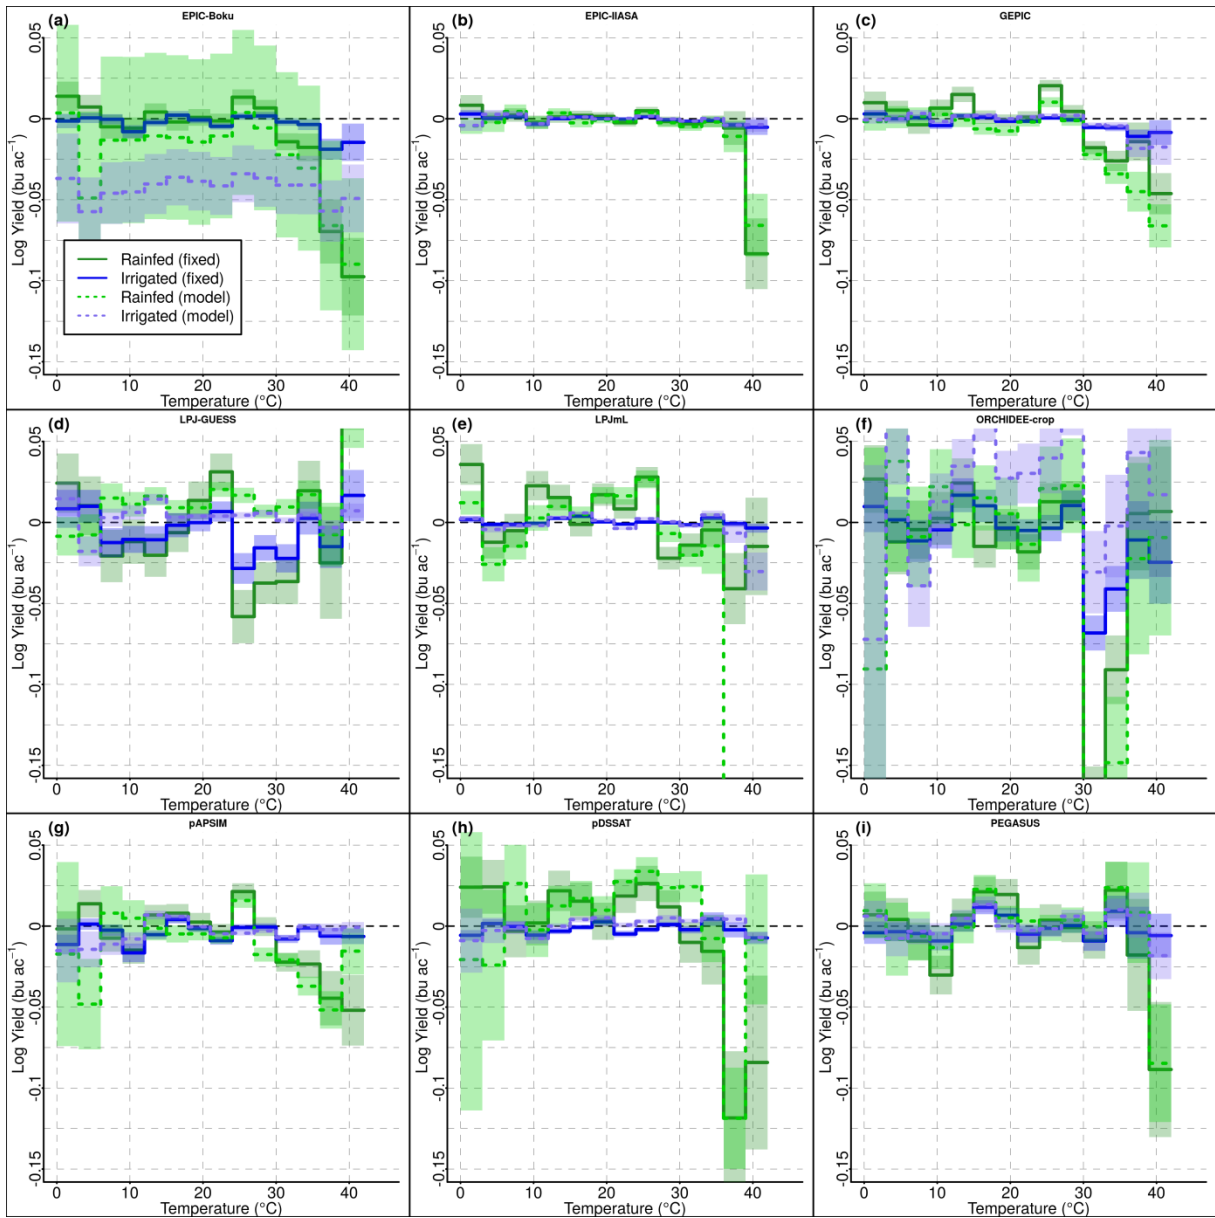 (a) EPIC-Boku
Log Yield (bu ac⁻¹)
0.05
0
-0.05
-0.1
-0.15
Rainfed (fixed)
Irrigated (fixed)
Rainfed (model)
Irrigated (model)
0 10 20 30 40
Temperature (°C)
(b) EPIC-IIASA
Log Yield (bu ac⁻¹)
0.05
0
-0.05
-0.1
-0.15
0 10 20 30 40
Temperature (°C)
(c) GEPIC
Log Yield (bu ac⁻¹)
0.05
0
-0.05
-0.1
-0.15
0 10 20 30 40
Temperature (°C)
(d) LPJ-GUESS
Log Yield (bu ac⁻¹)
0.05
0
-0.05
-0.1
-0.15
0 10 20 30 40
Temperature (°C)
(e) LPJmL
Log Yield (bu ac⁻¹)
0.05
0
-0.05
-0.1
-0.15
0 10 20 30 40
Temperature (°C)
(f) ORCHIDEE-crop
Log Yield (bu ac⁻¹)
0.05
0
-0.05
-0.1
-0.15
0 10 20 30 40
Temperature (°C)
(g) pAPSIM
Log Yield (bu ac⁻¹)
0.05
0
-0.05
-0.1
-0.15
0 10 20 30 40
Temperature (°C)
(h) pDSSAT
Log Yield (bu ac⁻¹)
0.05
0
-0.05
-0.1
-0.15
0 10 20 30 40
Temperature (°C)
(i) PEGASUS
Log Yield (bu ac⁻¹)
0.05
0
-0.05
-0.1
-0.15
0 10 20 30 40
Temperature (°C)